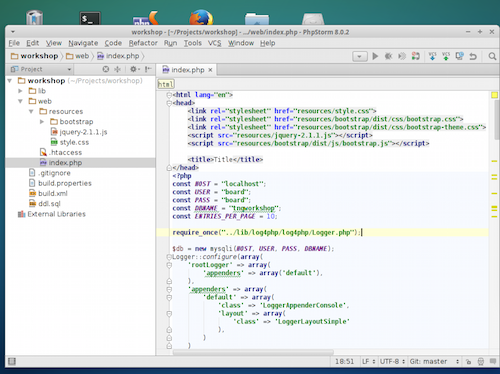 workshop - [~/Projects/workshop] - .../web/index.php - PhpStorm 8.0.2
File Edit View Navigate Code Refactor Run Tools VCS Window Help
workshop web index.php
Project
index.php
workshop (~/Projects/workshop)
lib
web
resources
bootstrap
jquery-2.1.1.js
style.css
.htaccess
index.php
.gitignore
build.properties
build.xml
ddl.sql
External Libraries
html
<html lang="en">
<head>
<link rel="stylesheet" href="resources/style.css">
<link rel="stylesheet" href="resources/bootstrap/dist/css/bootstrap.css">
<link rel="stylesheet" href="resources/bootstrap/dist/css/bootstrap-theme.css">
<script src="resources/jquery-2.1.1.js"></script>
<script src="resources/bootstrap/dist/js/bootstrap.js"></script>
<title>Title</title>
</head>
<?php
const HOST = "localhost";
const USER = "board";
const PASS = "board";
const DBNAME = "tngworkshop";
const ENTRIES_PER_PAGE = 10;
require_once("../lib/log4php/log4php/Logger.php");
$db = new mysqli(HOST, USER, PASS, DBNAME);
Logger::configure(array(
'rootLogger' => array(
'appenders' => array('default'),
),
'appenders' => array(
'default' => array(
'class' => 'LoggerAppenderConsole',
'layout' => array(
'class' => 'LoggerLayoutSimple'
),
)
)
18:51 LF UTF-8 Git: master